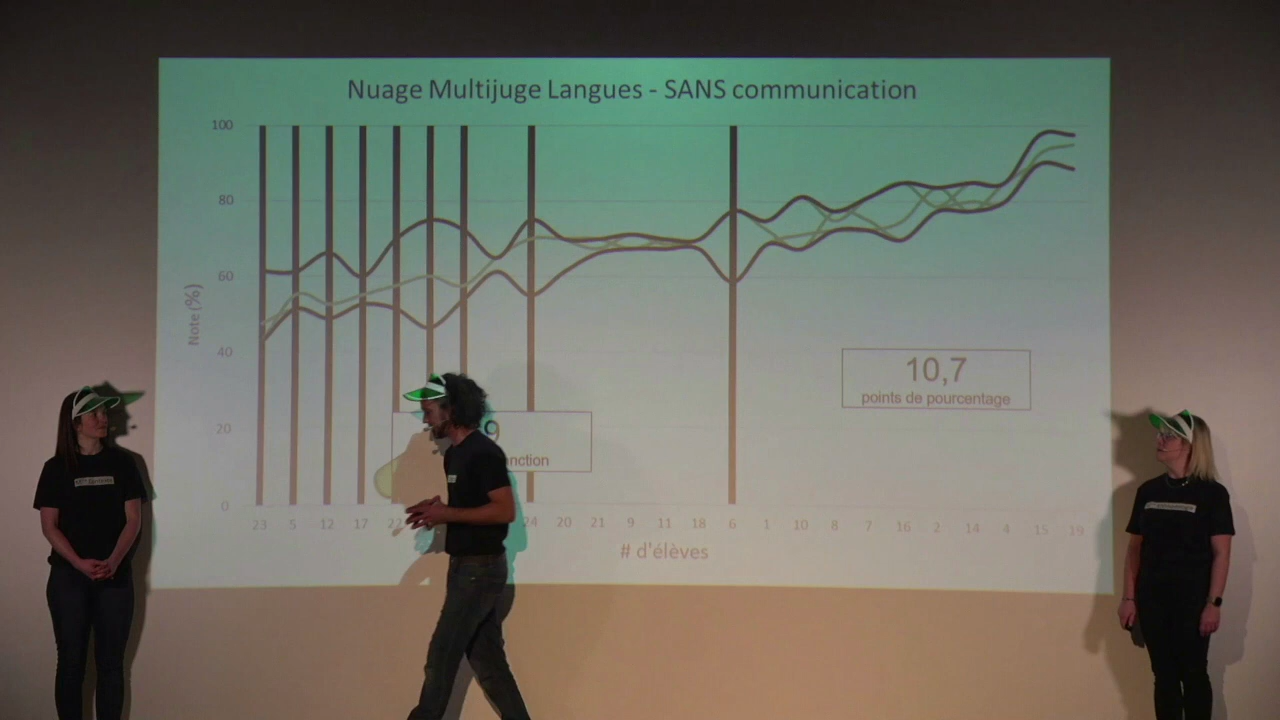 Nuage Multijuge Langues - SANS communication
100
80
60
40
20
0
Note (%)
10,7
points de pourcentage
9
23 5 12 17 22 24 20 21 9 11 18 6 1 10 8 7 16 2 14 4 15 19
# d'élèves